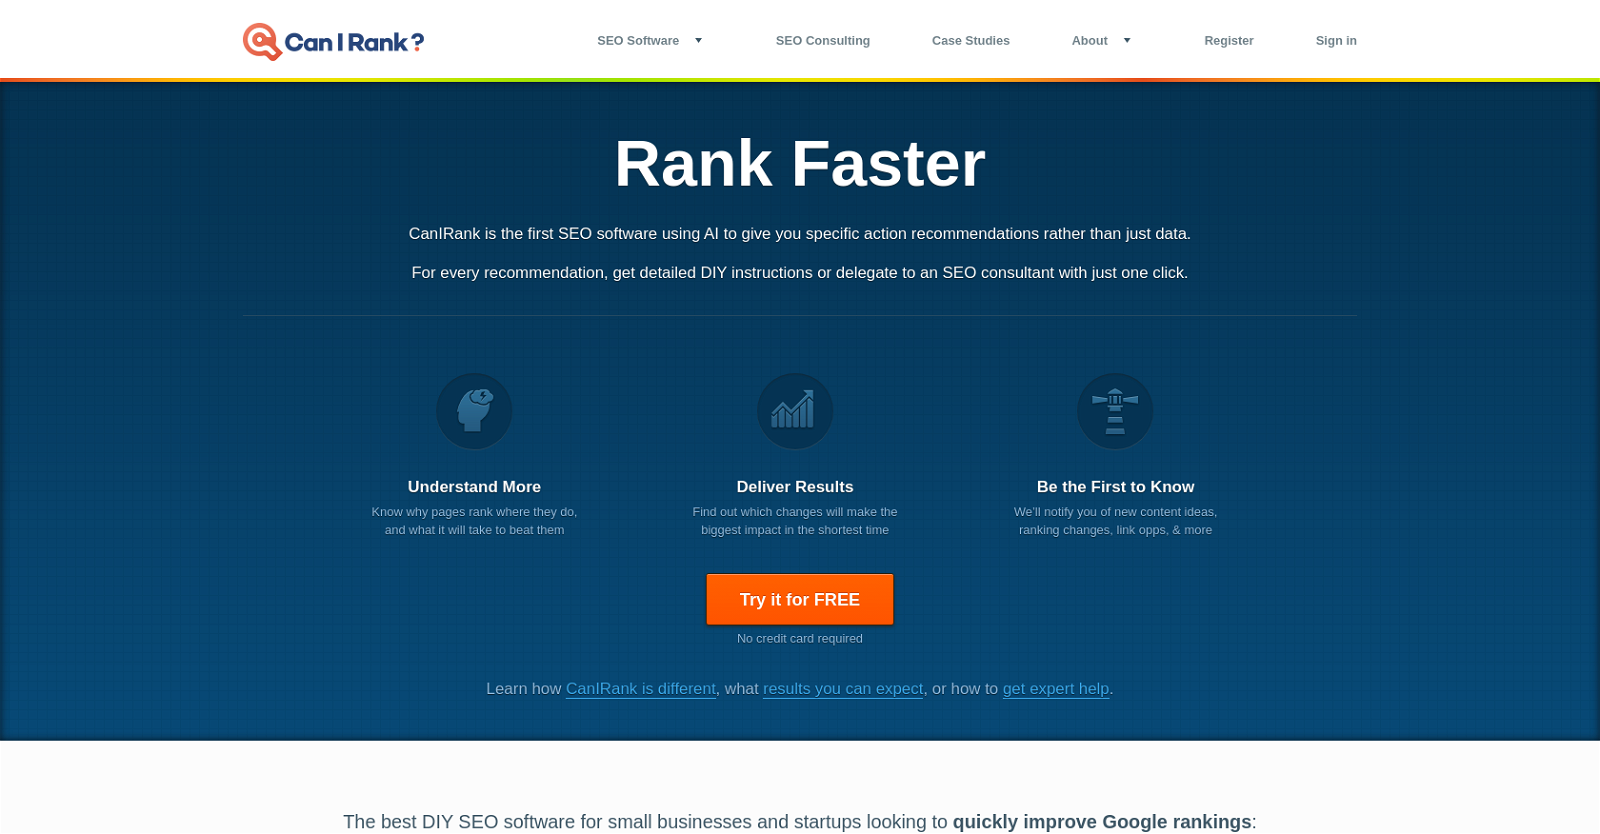 Can I Rank?
SEO Software
SEO Consulting
Case Studies
About
Register
Sign in
Rank Faster
CanIRank is the first SEO software using AI to give you specific action recommendations rather than just data.
For every recommendation, get detailed DIY instructions or delegate to an SEO consultant with just one click.
Understand More
Know why pages rank where they do,
and what it will take to beat them
Deliver Results
Find out which changes will make the
biggest impact in the shortest time
Be the First to Know
We'll notify you of new content ideas,
ranking changes, link opps, & more
Try it for FREE
No credit card required
Learn how CanIRank is different, what results you can expect, or how to get expert help.
The best DIY SEO software for small businesses and startups looking to quickly improve Google rankings: